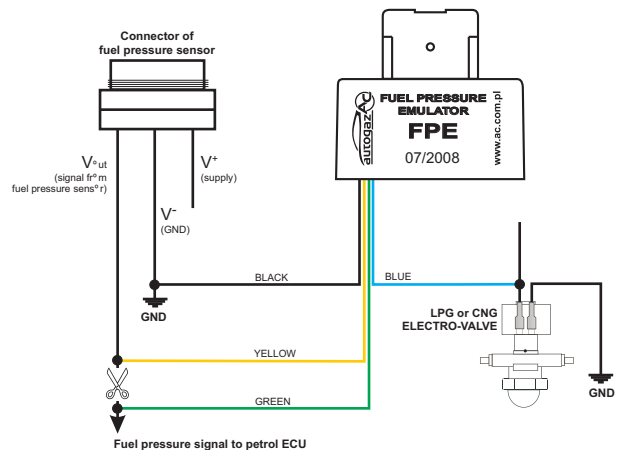 Connector of
fuel pressure sensor
FUEL PRESSURE
EMULATOR
FPE
07/2008
autogaz AC
www.ac.com.pl
V out
(signal from
fuel pressure sensor)
V+
(supply)
V-
(GND)
BLACK
BLUE
GND
LPG or CNG
ELECTRO-VALVE
YELLOW
GND
GREEN
Fuel pressure signal to petrol ECU